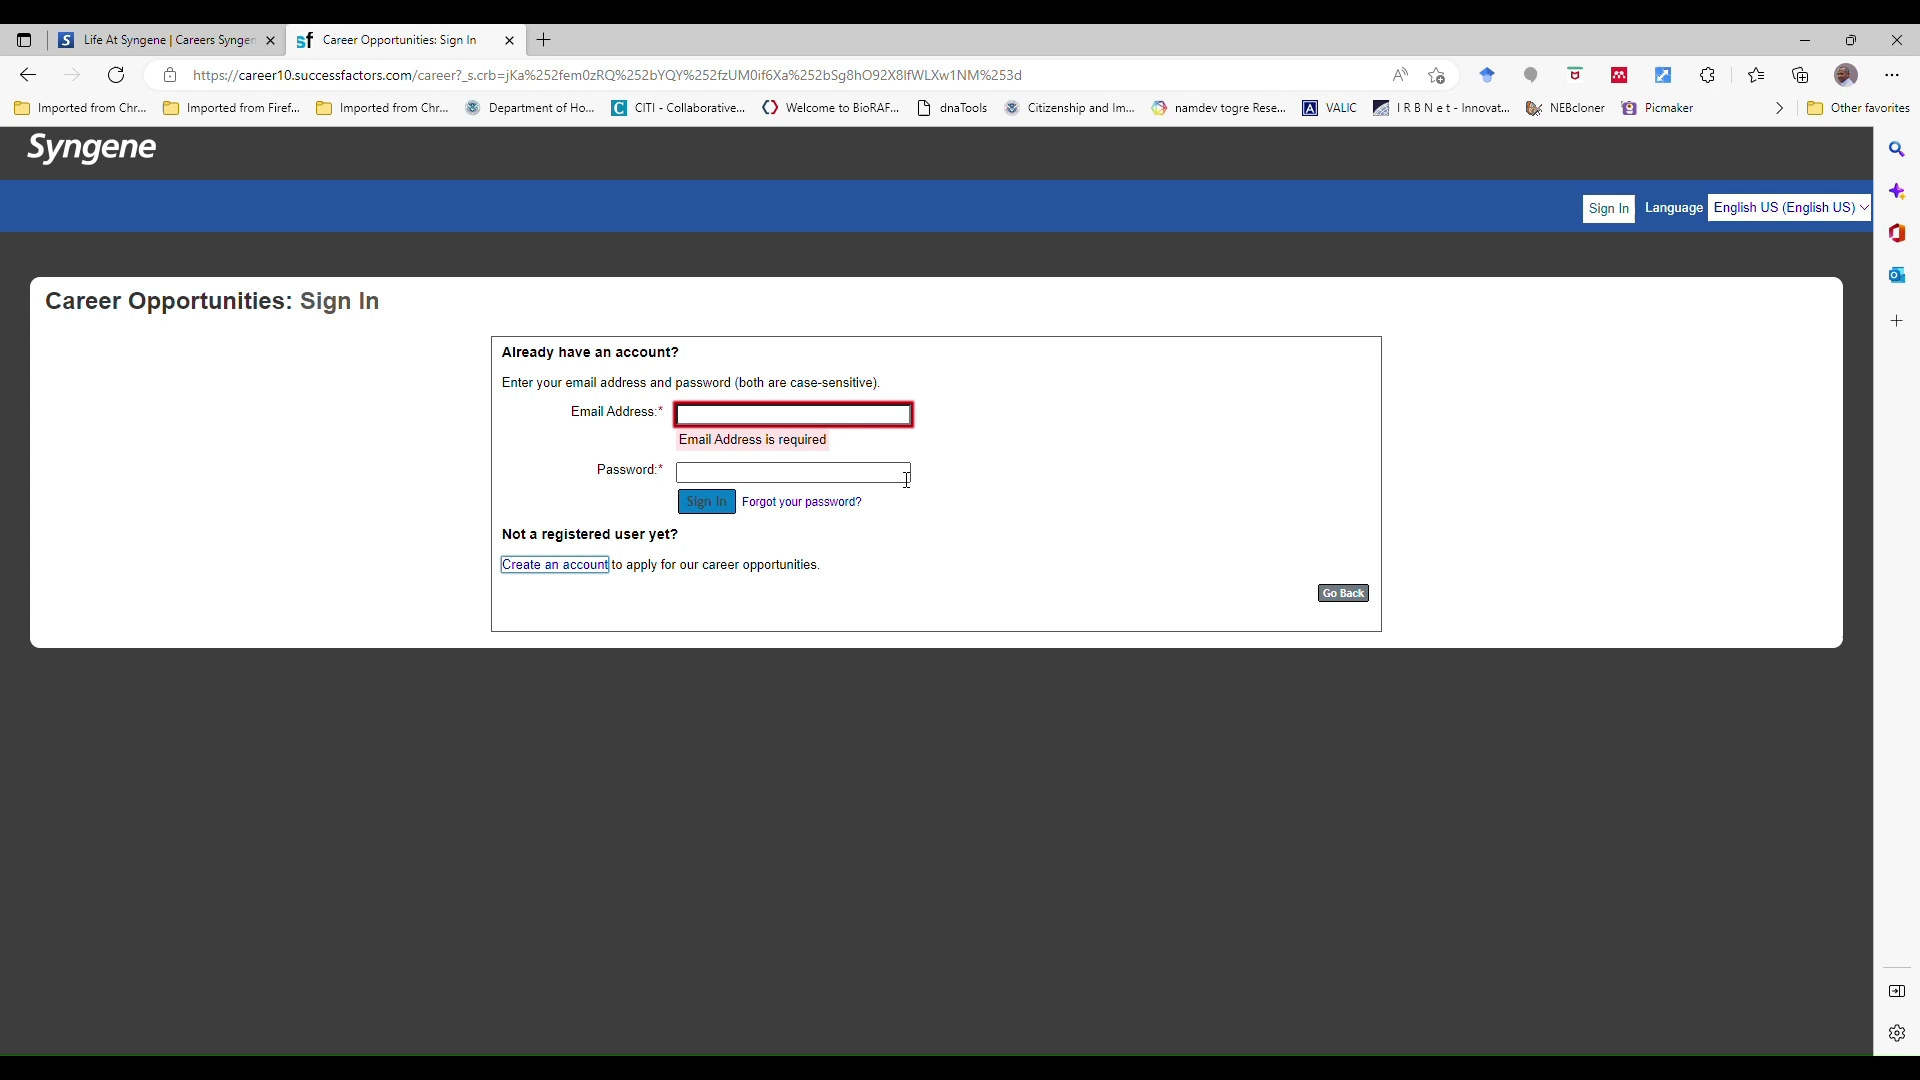 Life At Syngene | Careers Syngen
sf Career Opportunities: Sign In
https://career10.successfactors.com/career?_s.crb=jKa%252fem0zRQ%252bYQY%252fzUM0if6Xa%252bSg8hO92X8IfWLXw1NM%253d
Imported from Chr... Imported from Firef... Imported from Chr... Department of Ho... CITI - Collaborative... Welcome to BioRAF... dnaTools Citizenship and Im... namdev togre Rese... VALIC I R B N e t - Innovat... NEBcloner Picmaker Other favorites
Syngene
Sign In Language English US (English US)
Career Opportunities: Sign In
Already have an account?
Enter your email address and password (both are case-sensitive).
Email Address:*
Email Address is required
Password:*
Sign In Forgot your password?
Not a registered user yet?
Create an account to apply for our career opportunities.
Go Back